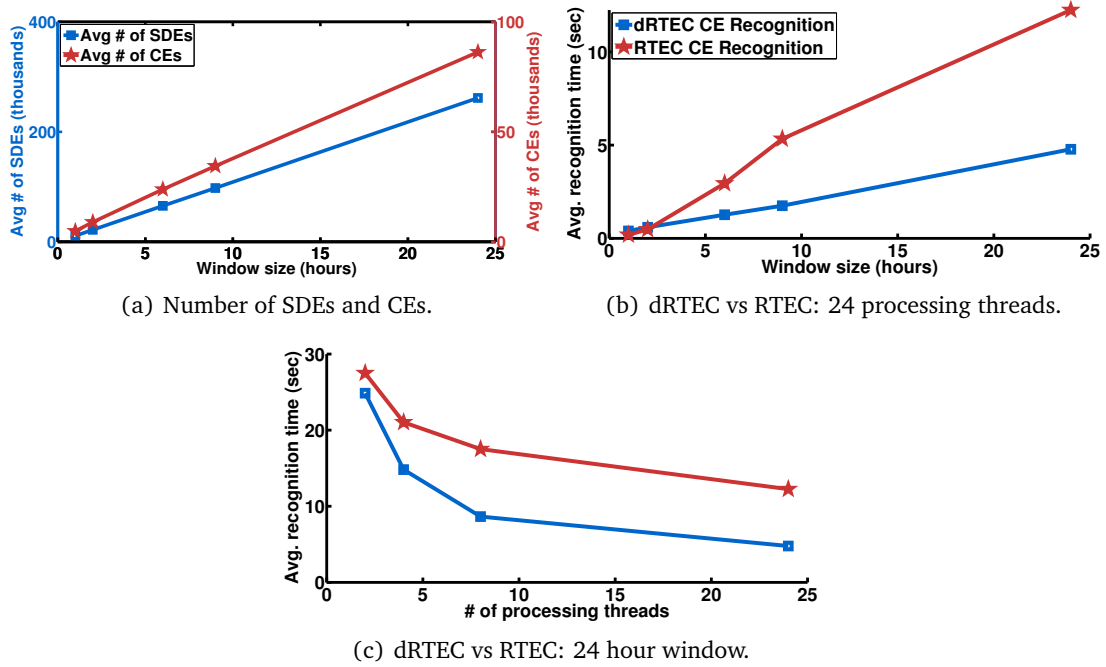 Avg # of SDEs (thousands)
400
200
0
Avg # of SDEs
Avg # of CEs
0 5 10 15 20 25
Window size (hours)
100
50
0
Avg # of CEs (thousands)
(a) Number of SDEs and CEs.
Avg. recognition time (sec)
10
5
0
dRTEC CE Recognition
RTEC CE Recognition
0 5 10 15 20 25
Window size (hours)
(b) dRTEC vs RTEC: 24 processing threads.
Avg. recognition time (sec)
30
20
10
0
0 5 10 15 20 25
# of processing threads
(c) dRTEC vs RTEC: 24 hour window.